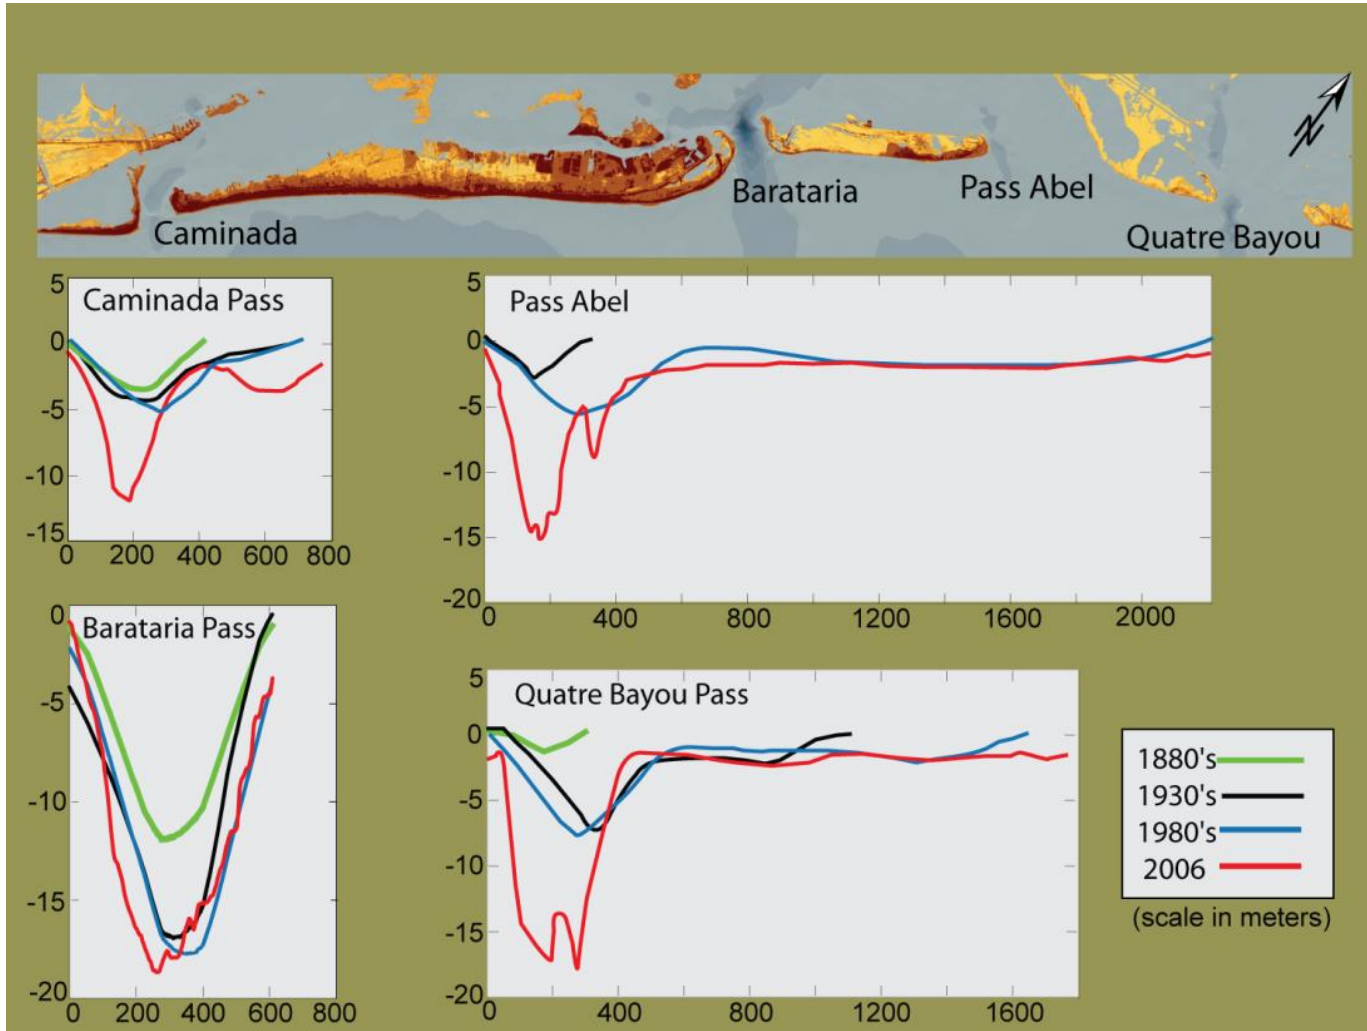 N
Caminada
Barataria
Pass Abel
Quatre Bayou
Caminada Pass
5
0
-5
-10
-15
0 200 400 600 800
Pass Abel
5
0
-5
-10
-15
-20
0 400 800 1200 1600 2000
Barataria Pass
0
-5
-10
-15
-20
0 200 400 600 800
Quatre Bayou Pass
5
0
-5
-10
-15
-20
0 400 800 1200 1600
1880's
1930's
1980's
2006
(scale in meters)